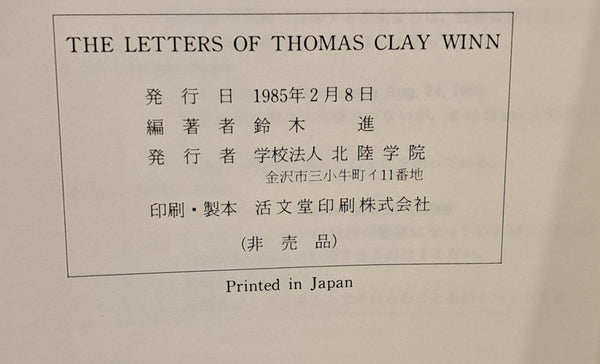 THE LETTERS OF THOMAS CLAY WINN
発行日 1985年2月8日
編著者 鈴木 進
発行者 学校法人 北陸学院
金沢市三小牛町イ11番地
印刷・製本 活文堂印刷株式会社
(非売品)
Printed in Japan